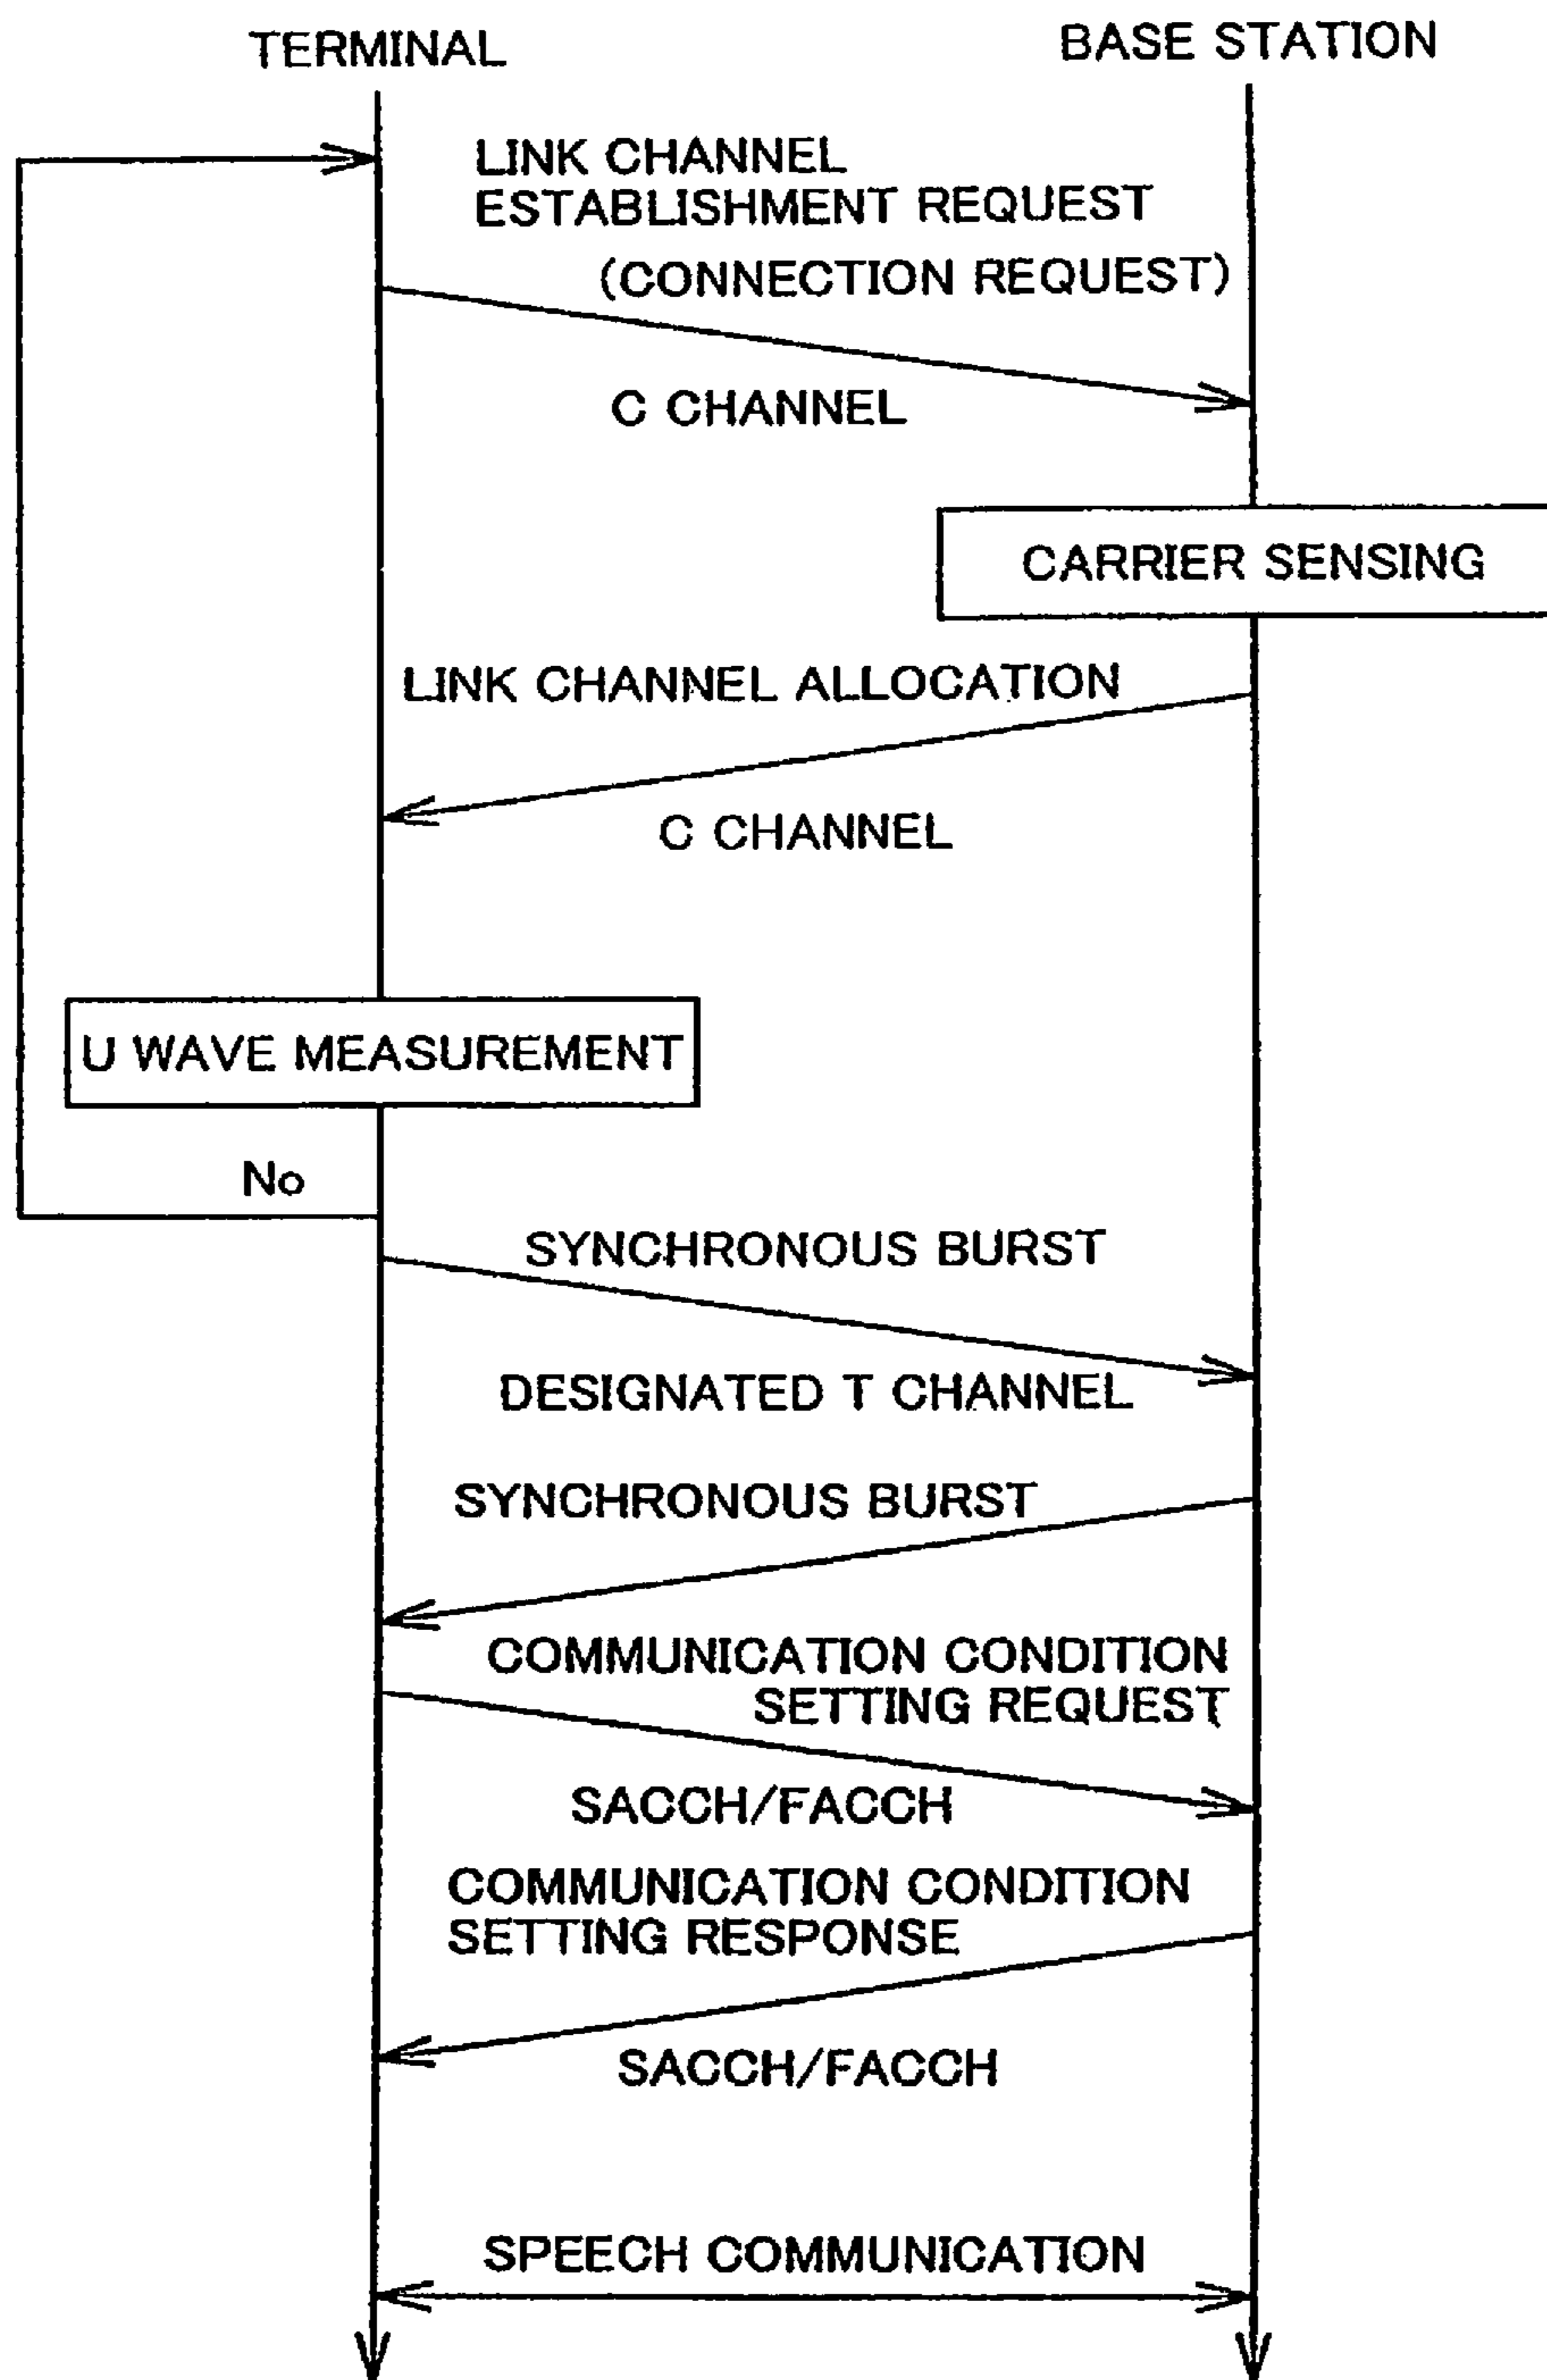 TERMINAL
BASE STATION
LINK CHANNEL
ESTABLISHMENT REQUEST
(CONNECTION REQUEST)
C CHANNEL
CARRIER SENSING
LINK CHANNEL ALLOCATION
C CHANNEL
U WAVE MEASUREMENT
No
SYNCHRONOUS BURST
DESIGNATED T CHANNEL
SYNCHRONOUS BURST
COMMUNICATION CONDITION
SETTING REQUEST
SACCH/FACCH
COMMUNICATION CONDITION
SETTING RESPONSE
SACCH/FACCH
SPEECH COMMUNICATION